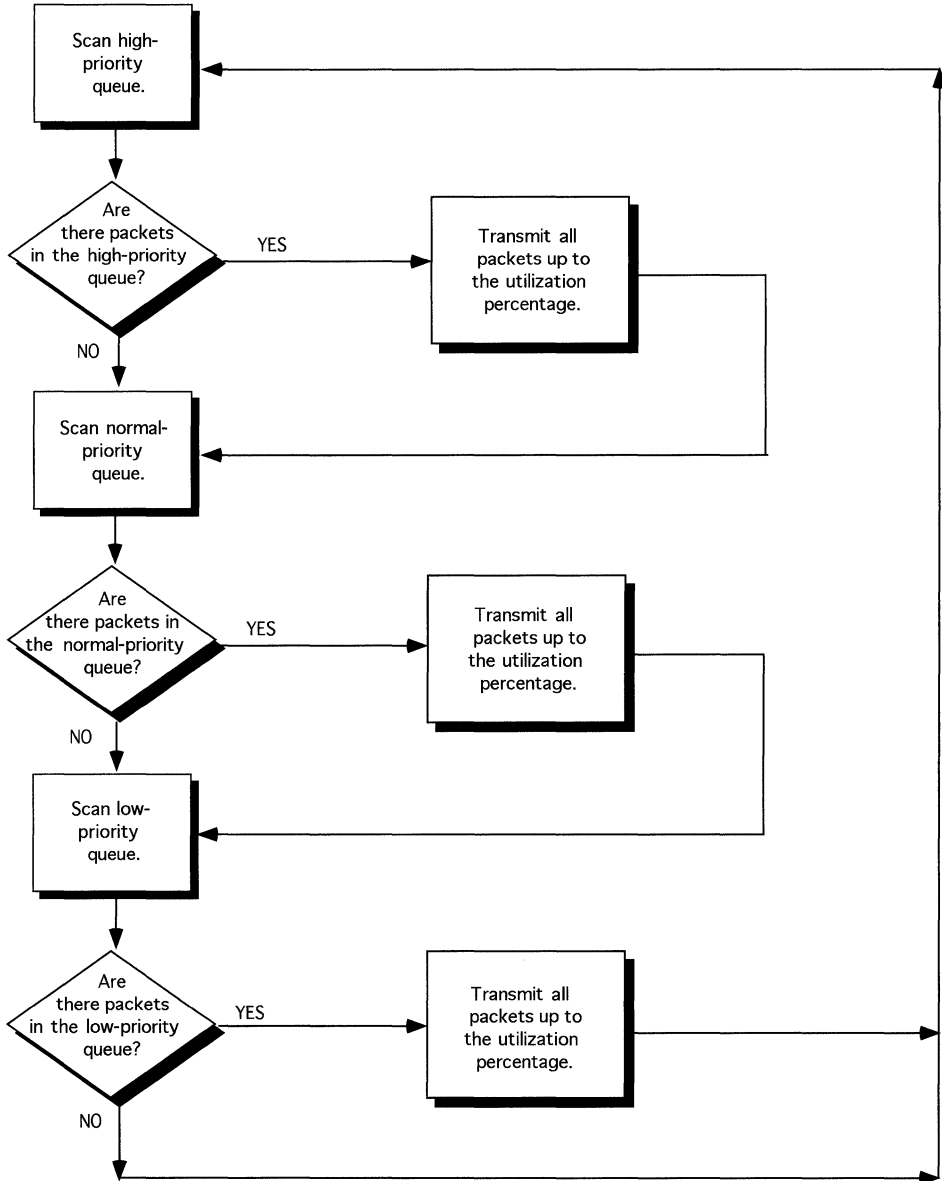 Scan high-
priority
queue.
Are
there packets
in the high-priority
queue?
YES
Transmit all
packets up to
the utilization
percentage.
NO
Scan normal-
priority
queue.
Are
there packets in
the normal-priority
queue?
YES
Transmit all
packets up to
the utilization
percentage.
NO
Scan low-
priority
queue.
Are
there packets
in the low-priority
queue?
YES
Transmit all
packets up to
the utilization
percentage.
NO